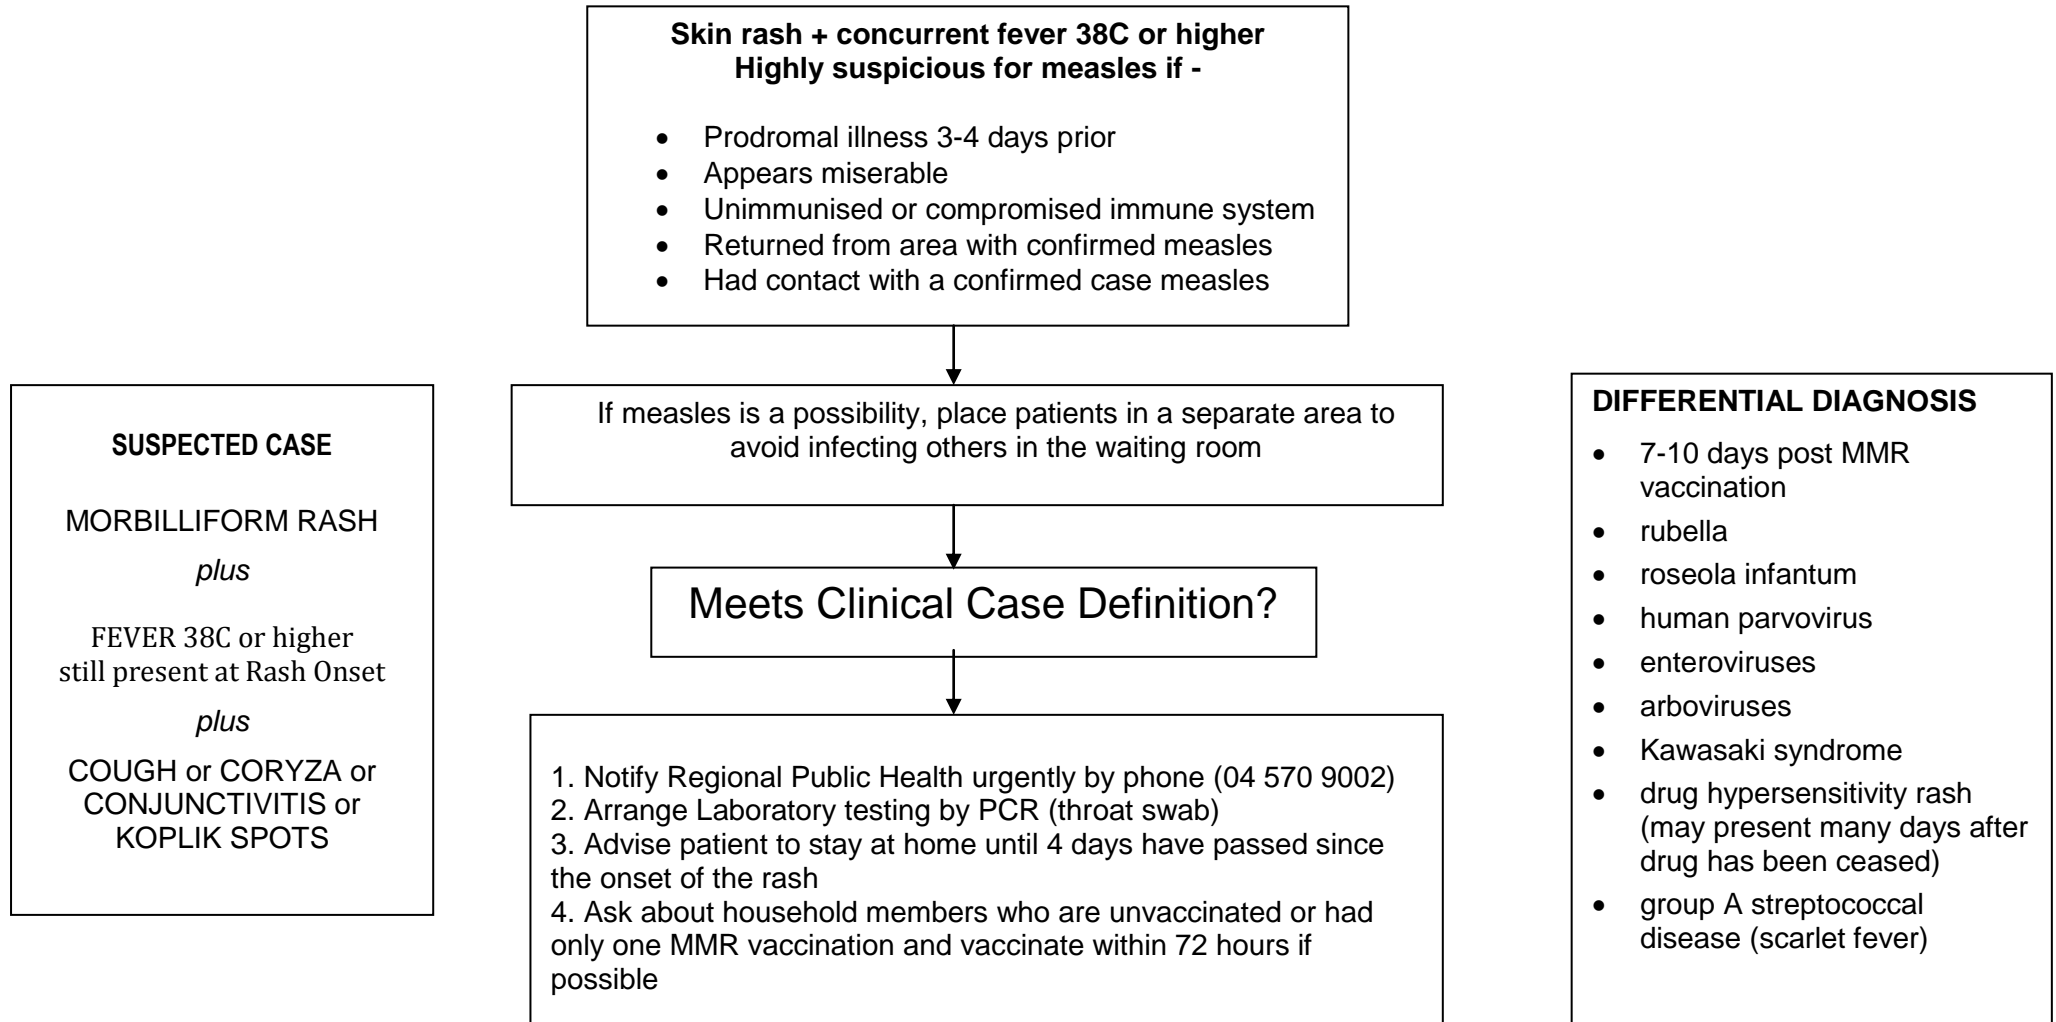 Skin rash + concurrent fever 38C or higher
Highly suspicious for measles if -
• Prodromal illness 3-4 days prior
• Appears miserable
• Unimmunised or compromised immune system
• Returned from area with confirmed measles
• Had contact with a confirmed case measles
If measles is a possibility, place patients in a separate area to
avoid infecting others in the waiting room
Meets Clinical Case Definition?
1. Notify Regional Public Health urgently by phone (04 570 9002)
2. Arrange Laboratory testing by PCR (throat swab)
3. Advise patient to stay at home until 4 days have passed since
the onset of the rash
4. Ask about household members who are unvaccinated or had
only one MMR vaccination and vaccinate within 72 hours if
possible
SUSPECTED CASE
MORBILLIFORM RASH
plus
FEVER 38C or higher
still present at Rash Onset
plus
COUGH or CORYZA or
CONJUNCTIVITIS or
KOPLIK SPOTS
DIFFERENTIAL DIAGNOSIS
• 7-10 days post MMR
vaccination
• rubella
• roseola infantum
• human parvovirus
• enteroviruses
• arboviruses
• Kawasaki syndrome
• drug hypersensitivity rash
(may present many days after
drug has been ceased)
• group A streptococcal
disease (scarlet fever)